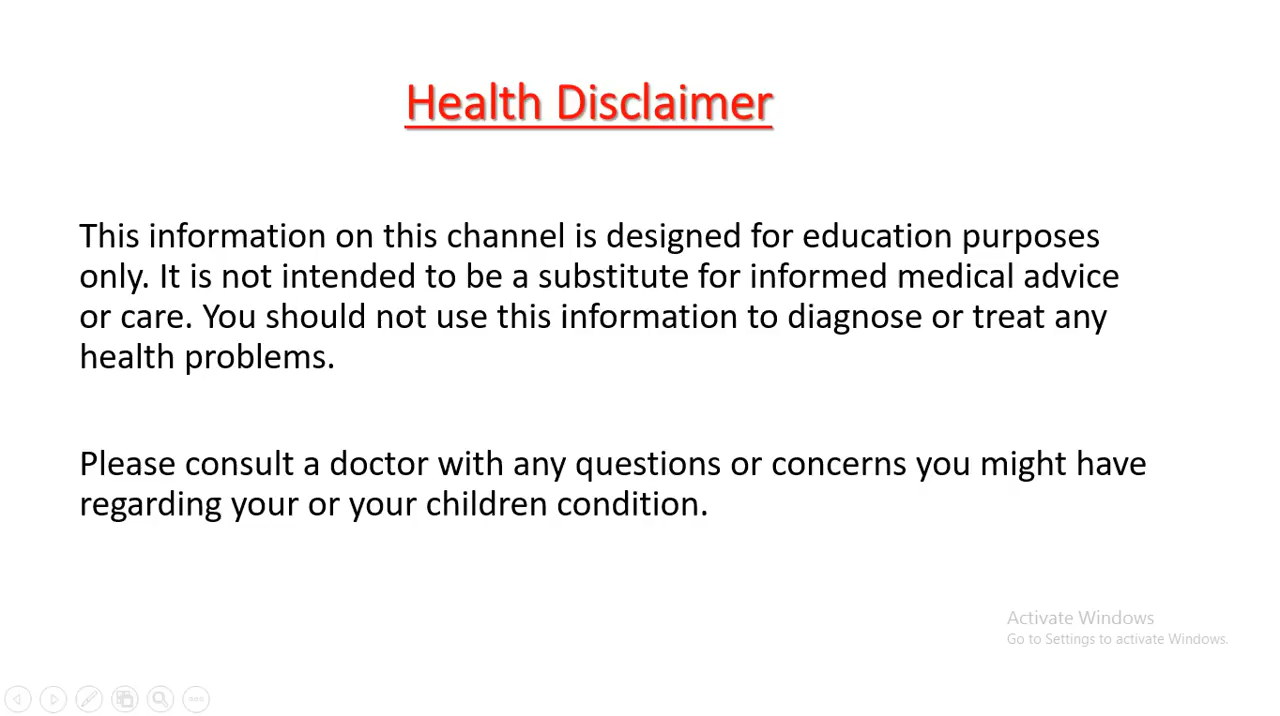 Health Disclaimer
This information on this channel is designed for education purposes
only. It is not intended to be a substitute for informed medical advice
or care. You should not use this information to diagnose or treat any
health problems.
Please consult a doctor with any questions or concerns you might have
regarding your or your children condition.
Activate Windows
Go to Settings to activate Windows.